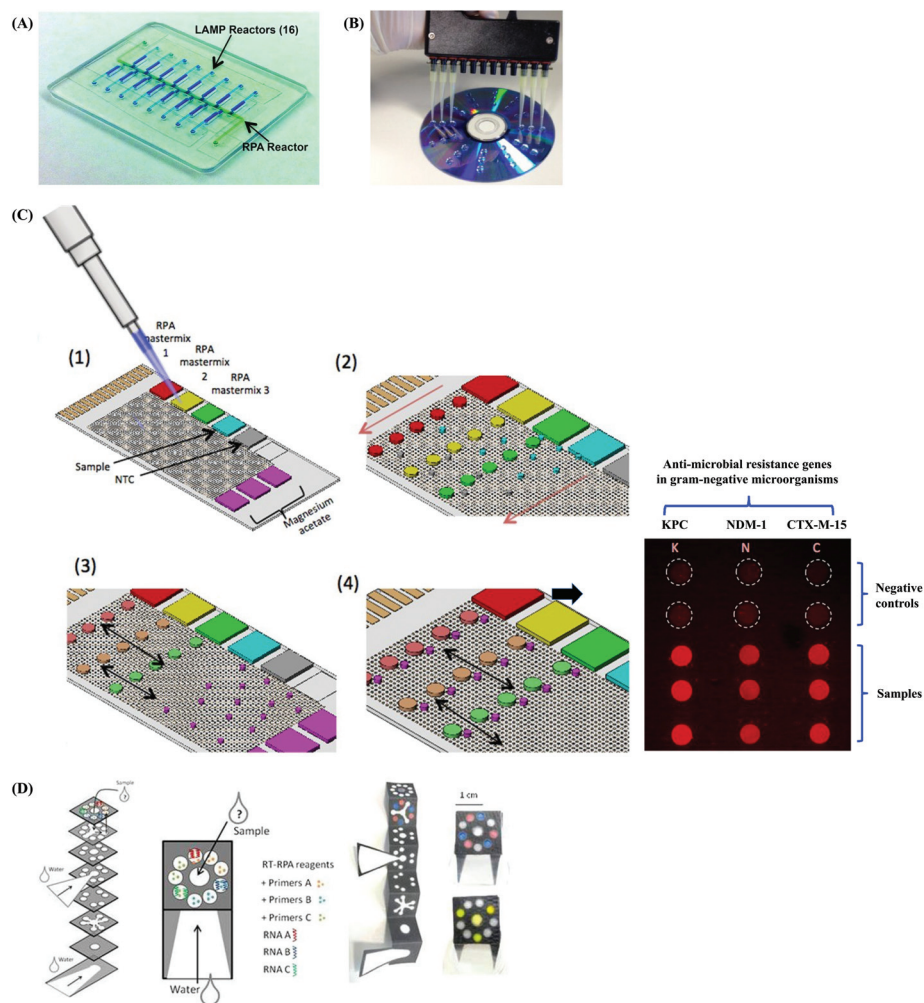 (A)
LAMP Reactors (16)
RPA Reactor
(B)
(C)
(1)
RPA
mastermix
1
RPA
mastermix
2
RPA
mastermix 3
Sample
NTC
Magnesium
acetate
(2)
(3)
(4)
Anti-microbial resistance genes
in gram-negative microorganisms
KPC NDM-1 CTX-M-15
K N C
Negative
controls
Samples
(D)
Sample
?
Water
Water
?
Sample
Water
RT-RPA reagents
+ Primers A
+ Primers B
+ Primers C
RNA A
RNA B
RNA C
1 cm